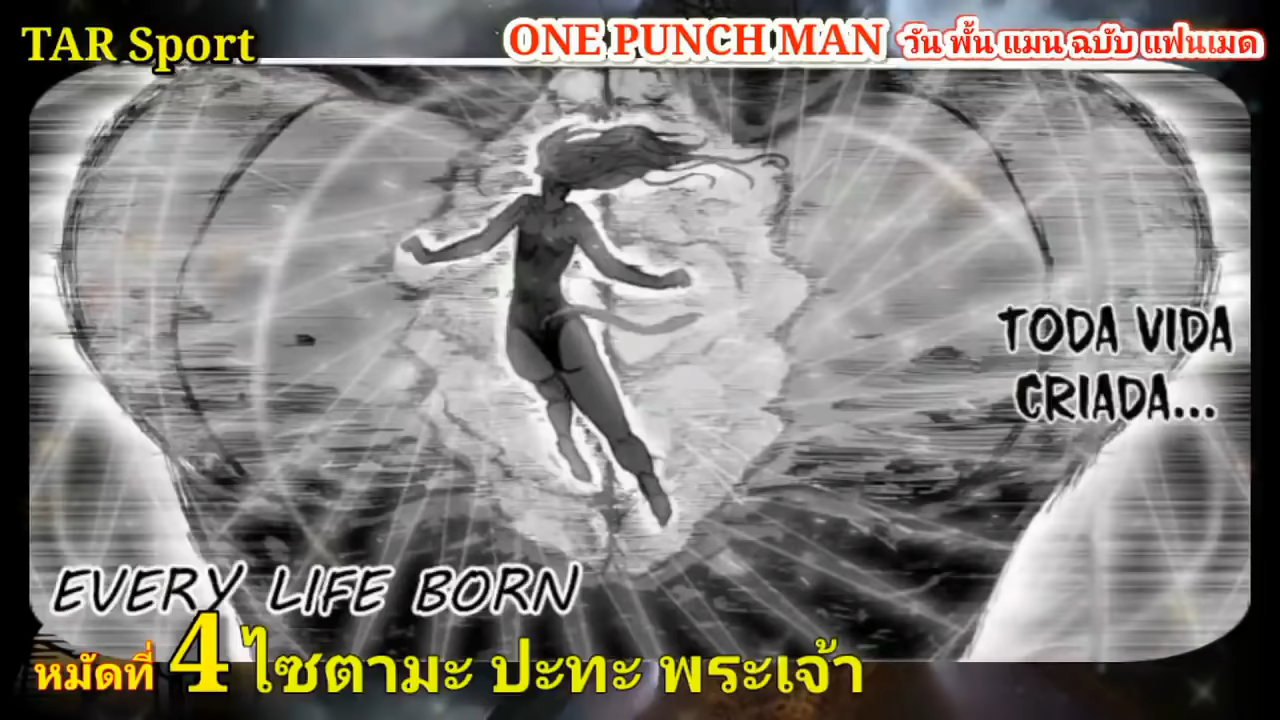 TAR Sport
ONE PUNCH MAN วัน พั้น แมน ฉบับ แฟนเมด
TODA VIDA
CRIADA...
EVERY LIFE BORN
หมัดที่ 4 ไซตามะ ปะทะ พระเจ้า